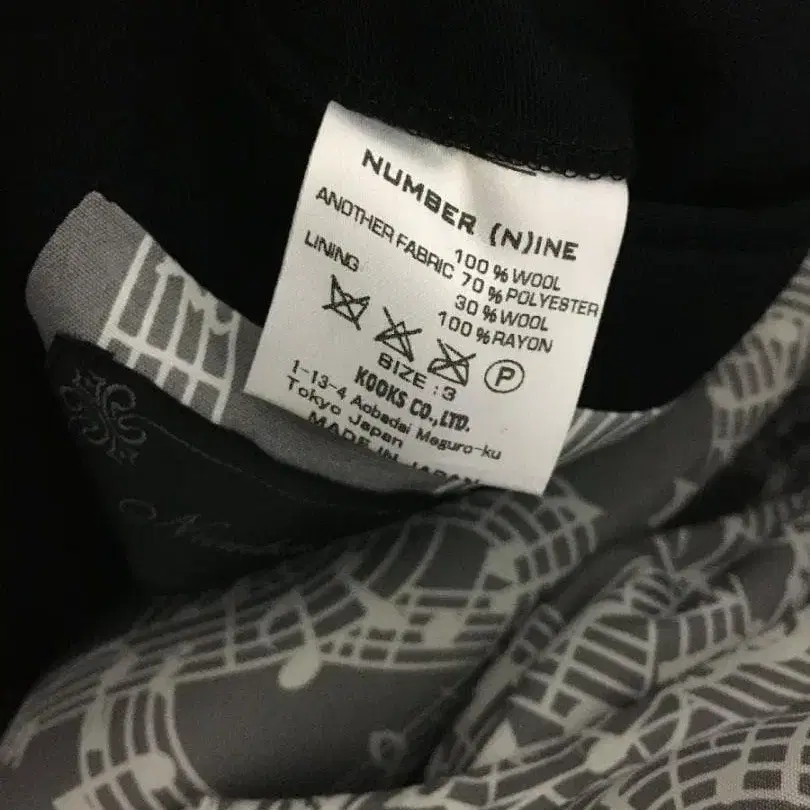 NUMBER (N)INE
100 % WOOL
ANOTHER FABRIC 70 % POLYESTER
30 % WOOL
LINING 100 % RAYON
P
SIZE : 3
KOOKS CO.,LTD.
1-13-4 Aobadai Meguro-ku
Tokyo Japan
MADE IN JAPAN